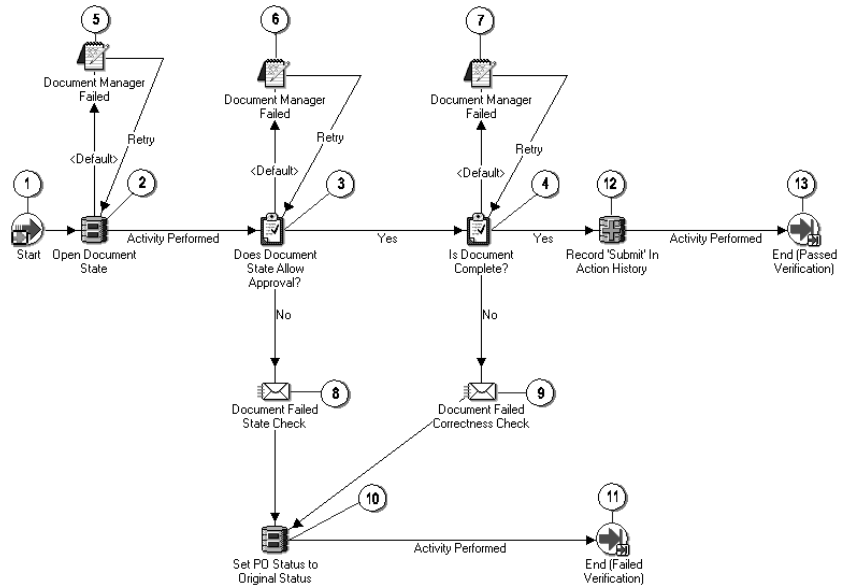 5
6
7
Document Manager
Failed
Document Manager
Failed
Document Manager
Failed
Retry
Retry
Retry
<Default>
<Default>
<Default>
1
2
3
4
12
13
Start
Open Document
State
Activity Performed
Does Document
State Allow
Approval?
Yes
Is Document
Complete?
Yes
Record 'Submit' In
Action History
Activity Performed
End (Passed
Verification)
No
No
8
9
Document Failed
State Check
Document Failed
Correctness Check
10
11
Set PO Status to
Original Status
Activity Performed
End (Failed
Verification)